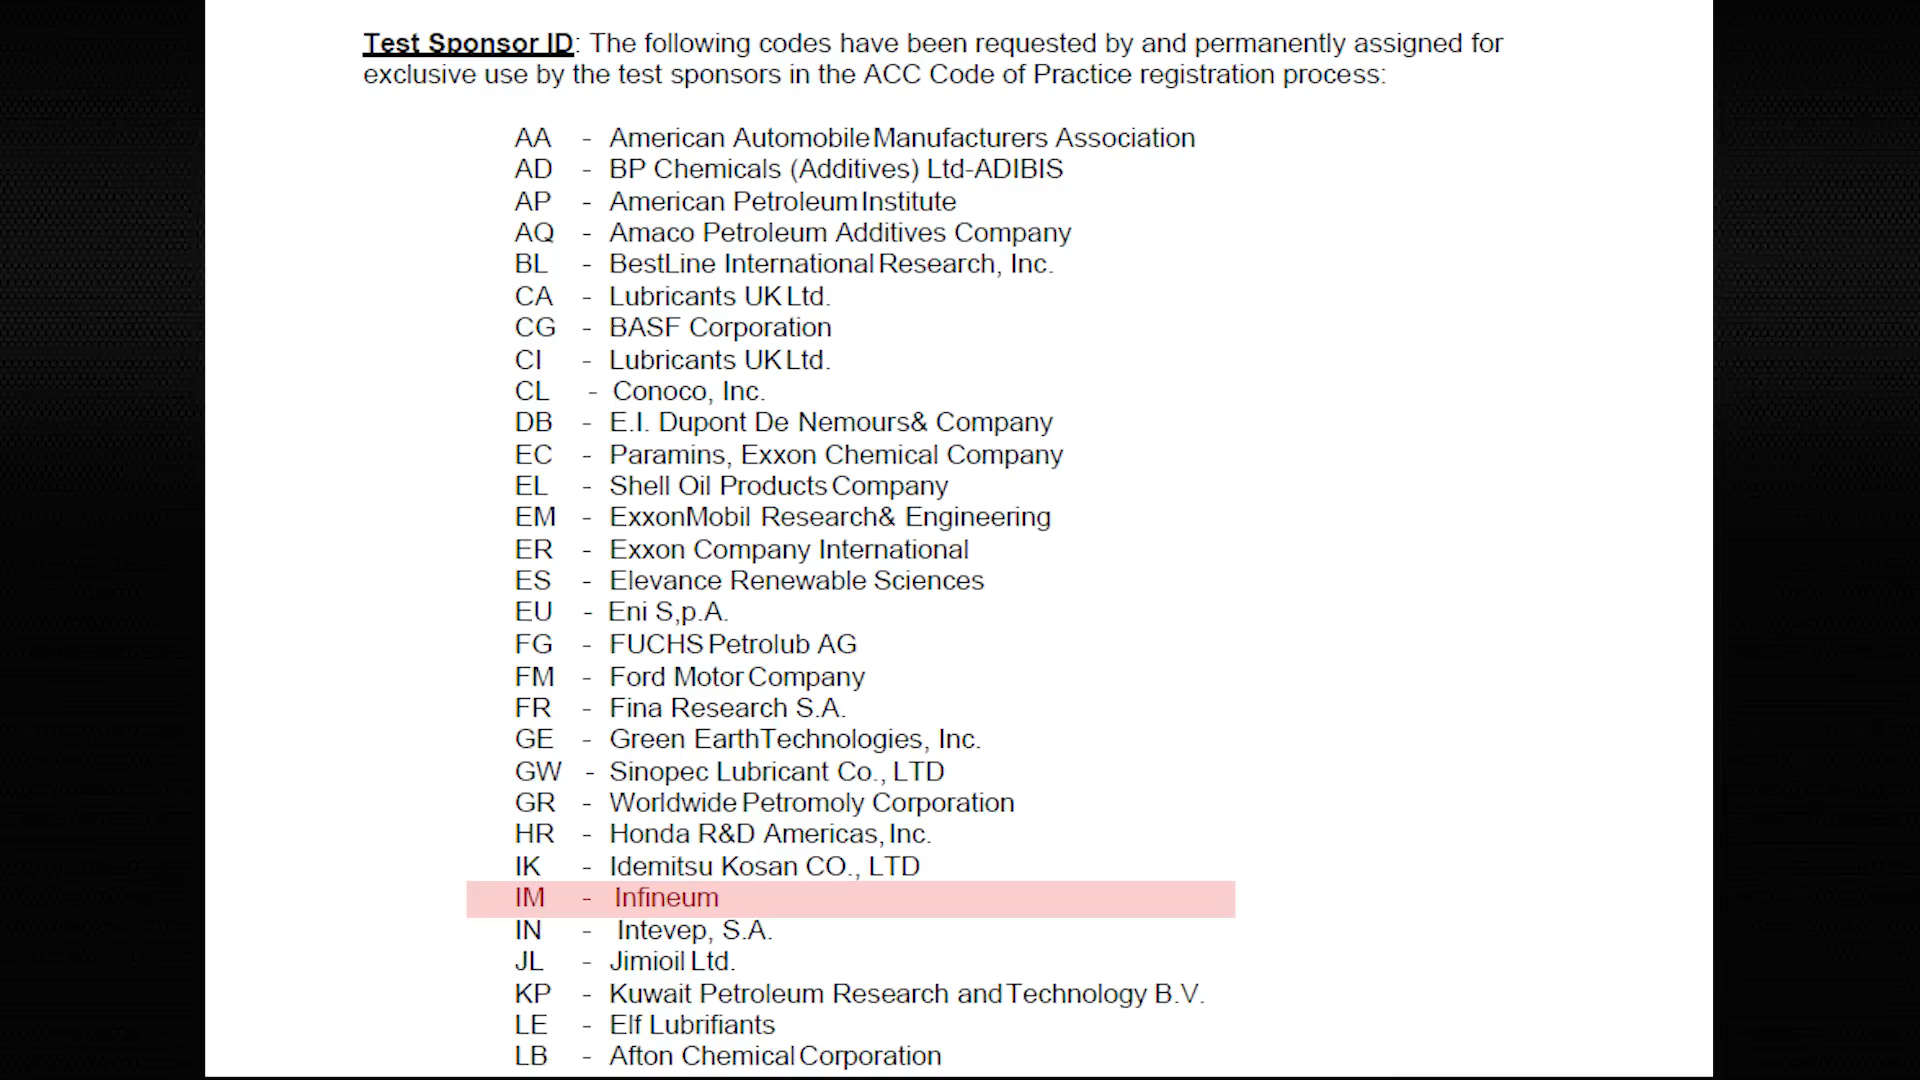 Test Sponsor ID: The following codes have been requested by and permanently assigned for
exclusive use by the test sponsors in the ACC Code of Practice registration process:
AA - American Automobile Manufacturers Association
AD - BP Chemicals (Additives) Ltd-ADIBIS
AP - American Petroleum Institute
AQ - Amaco Petroleum Additives Company
BL - BestLine International Research, Inc.
CA - Lubricants UK Ltd.
CG - BASF Corporation
CI - Lubricants UK Ltd.
CL - Conoco, Inc.
DB - E.I. Dupont De Nemours& Company
EC - Paramins, Exxon Chemical Company
EL - Shell Oil Products Company
EM - ExxonMobil Research& Engineering
ER - Exxon Company International
ES - Elevance Renewable Sciences
EU - Eni S,p.A.
FG - FUCHS Petrolub AG
FM - Ford Motor Company
FR - Fina Research S.A.
GE - Green EarthTechnologies, Inc.
GW - Sinopec Lubricant Co., LTD
GR - Worldwide Petromoly Corporation
HR - Honda R&D Americas, Inc.
IK - Idemitsu Kosan CO., LTD
IM - Infineum
IN - Intevep, S.A.
JL - Jimioil Ltd.
KP - Kuwait Petroleum Research and Technology B.V.
LE - Elf Lubrifiants
LB - Afton Chemical Corporation